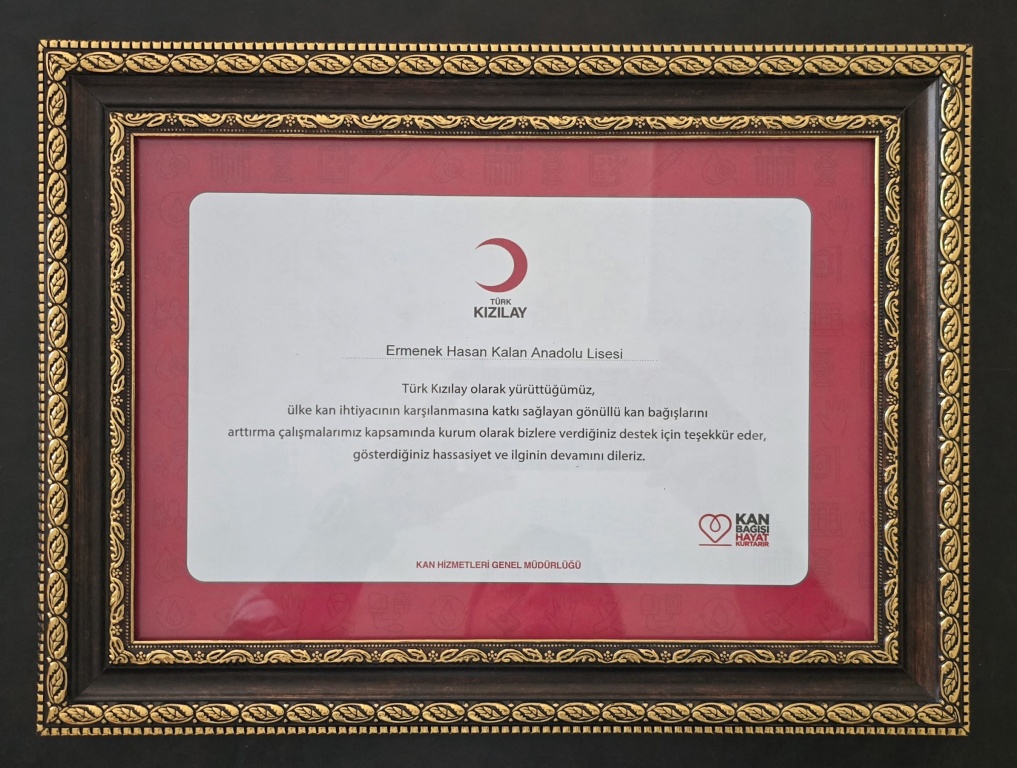 TÜRK
KIZILAY
Ermenek Hasan Kalan Anadolu Lisesi
Türk Kızılay olarak yürüttüğümüz,
ülke kan ihtiyacının karşılanmasına katkı sağlayan gönüllü kan bağışlarını
arttırma çalışmalarımız kapsamında kurum olarak bizlere verdiğiniz destek için teşekkür eder,
gösterdiğiniz hassasiyet ve ilginin devamını dileriz.
KAN
BAĞIŞI
HAYAT
KURTARIR
KAN HİZMETLERİ GENEL MÜDÜRLÜĞÜ